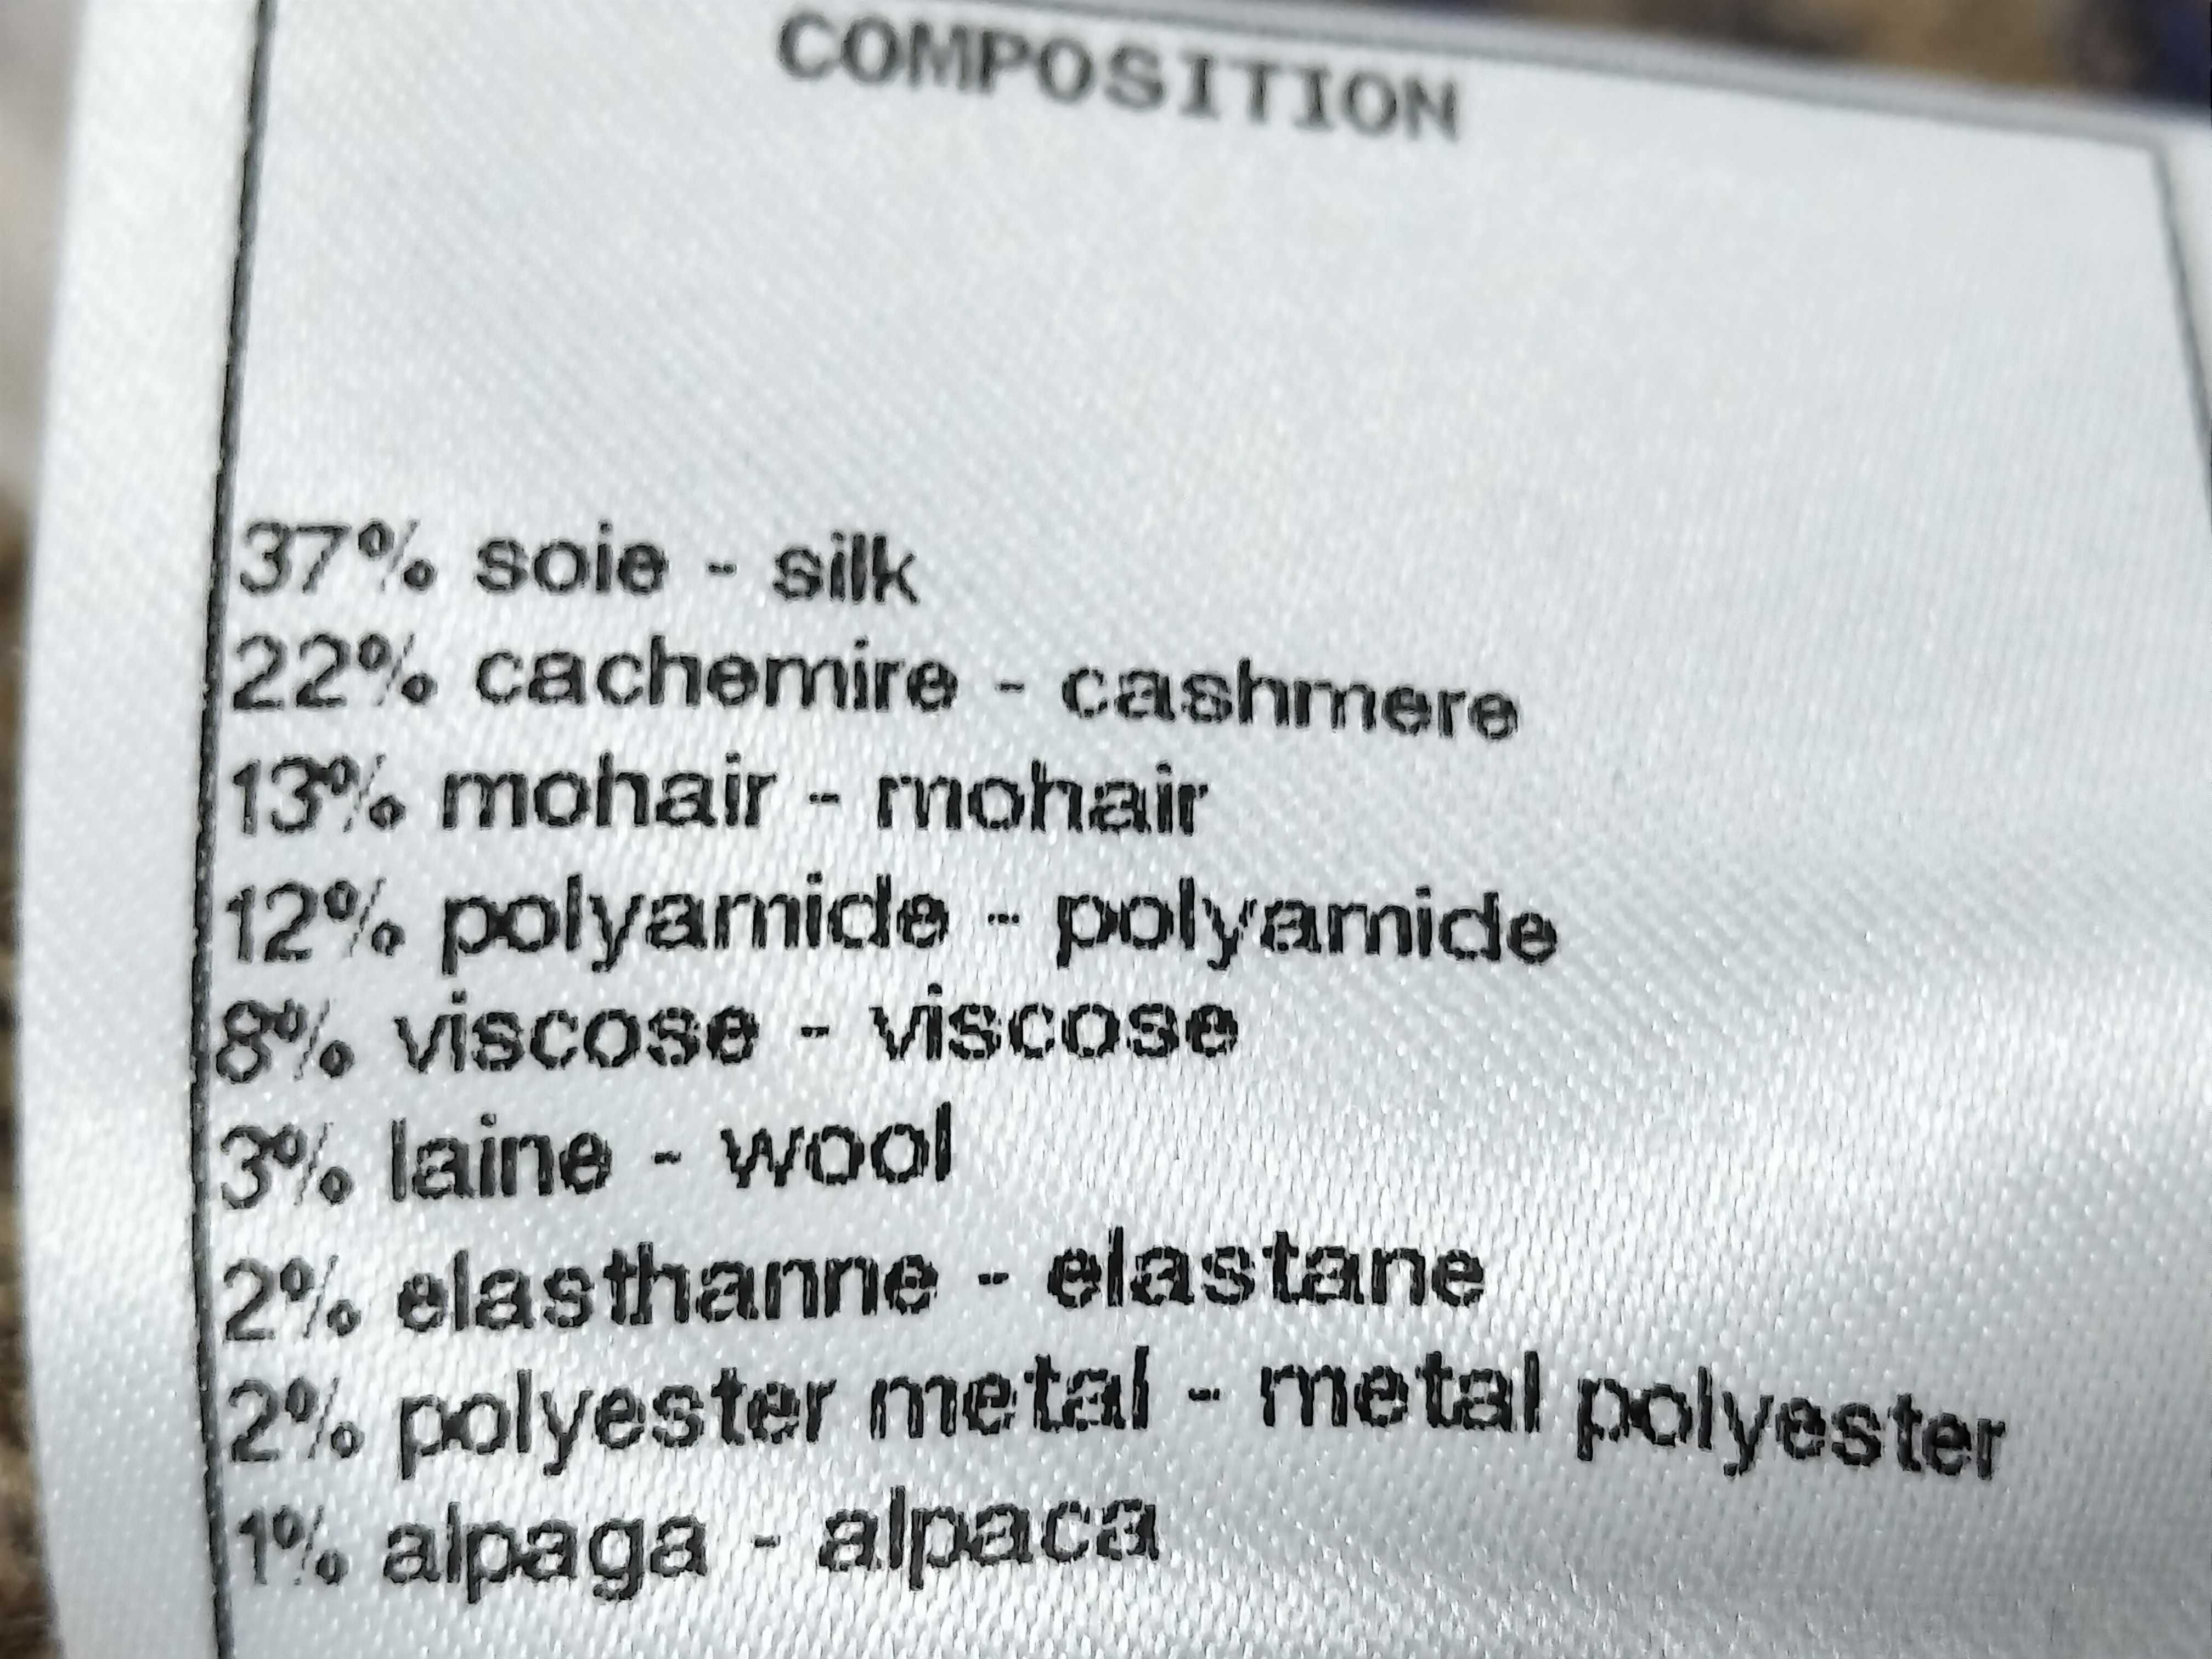 COMPOSITION
37% soie - silk
22% cachemire - cashmere
13% mohair - mohair
12% polyamide - polyamide
8% viscose - viscose
3% laine - wool
2% elasthanne - elastane
2% polyester metal - metal polyester
1% alpaga - alpaca